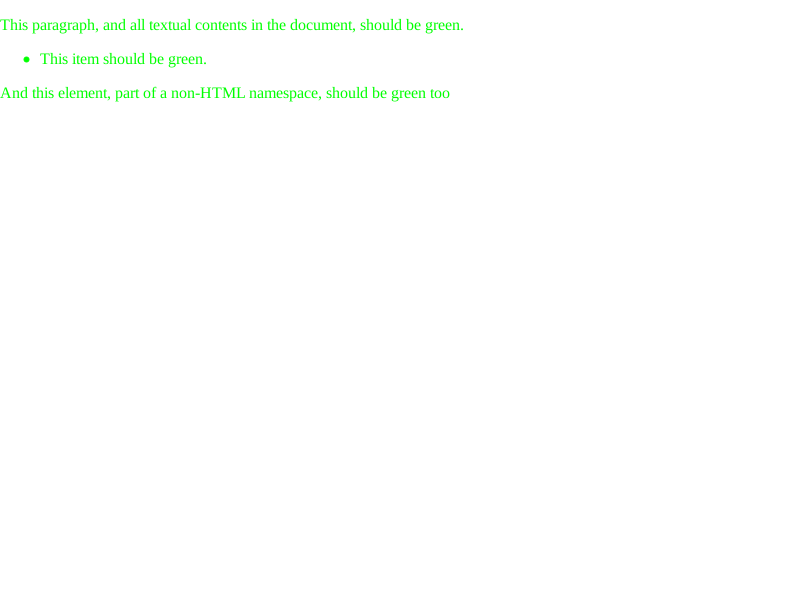 This paragraph, and all textual contents in the document, should be green.
This item should be green.
And this element, part of a non-HTML namespace, should be green too